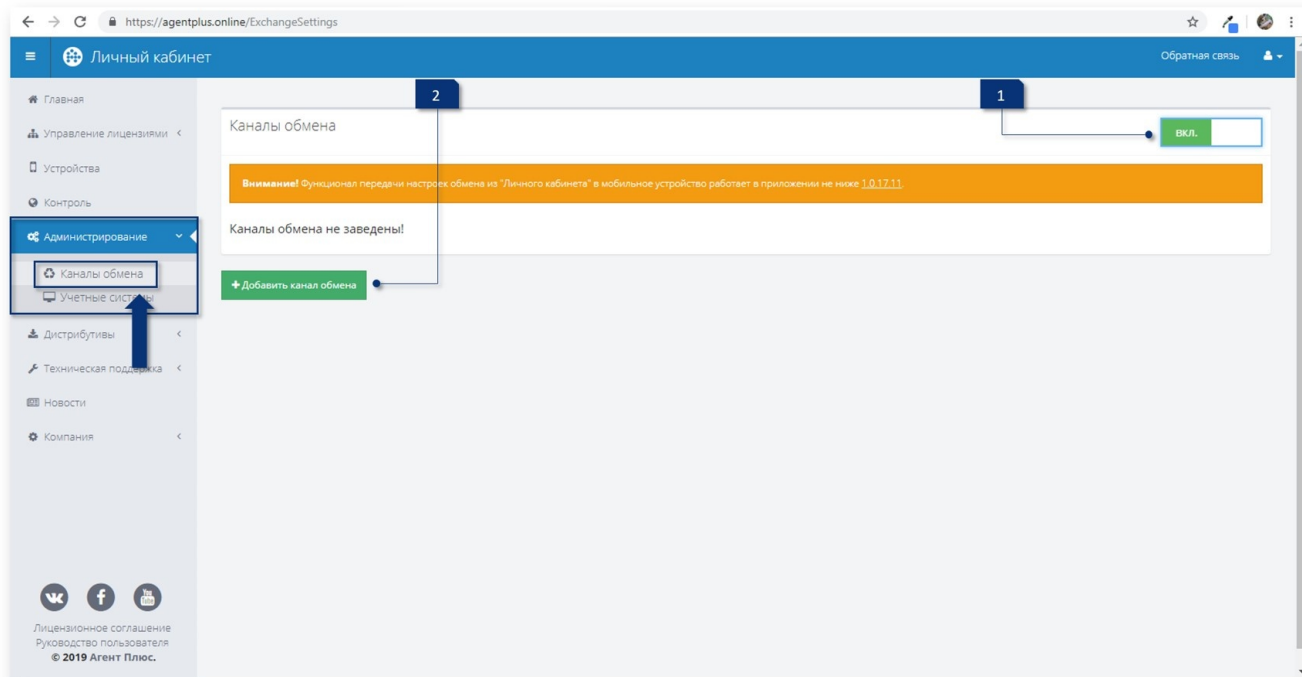 https://agentplus.online/ExchangeSettings
Личный кабинет
Обратная связь
Главная
Управление лицензиями
Устройства
Контроль
Администрирование
Каналы обмена
Учетные системы
Дистрибутивы
Техническая поддержка
Новости
Компания
2
1
Каналы обмена
ВКЛ.
Внимание! Функционал передачи настроек обмена из "Личного кабинета" в мобильное устройство работает в приложении не ниже 1.0.17.11.
Каналы обмена не заведены!
Добавить канал обмена
You
Tube
Лицензионное соглашение
Руководство пользователя
© 2019 Агент Плюс.